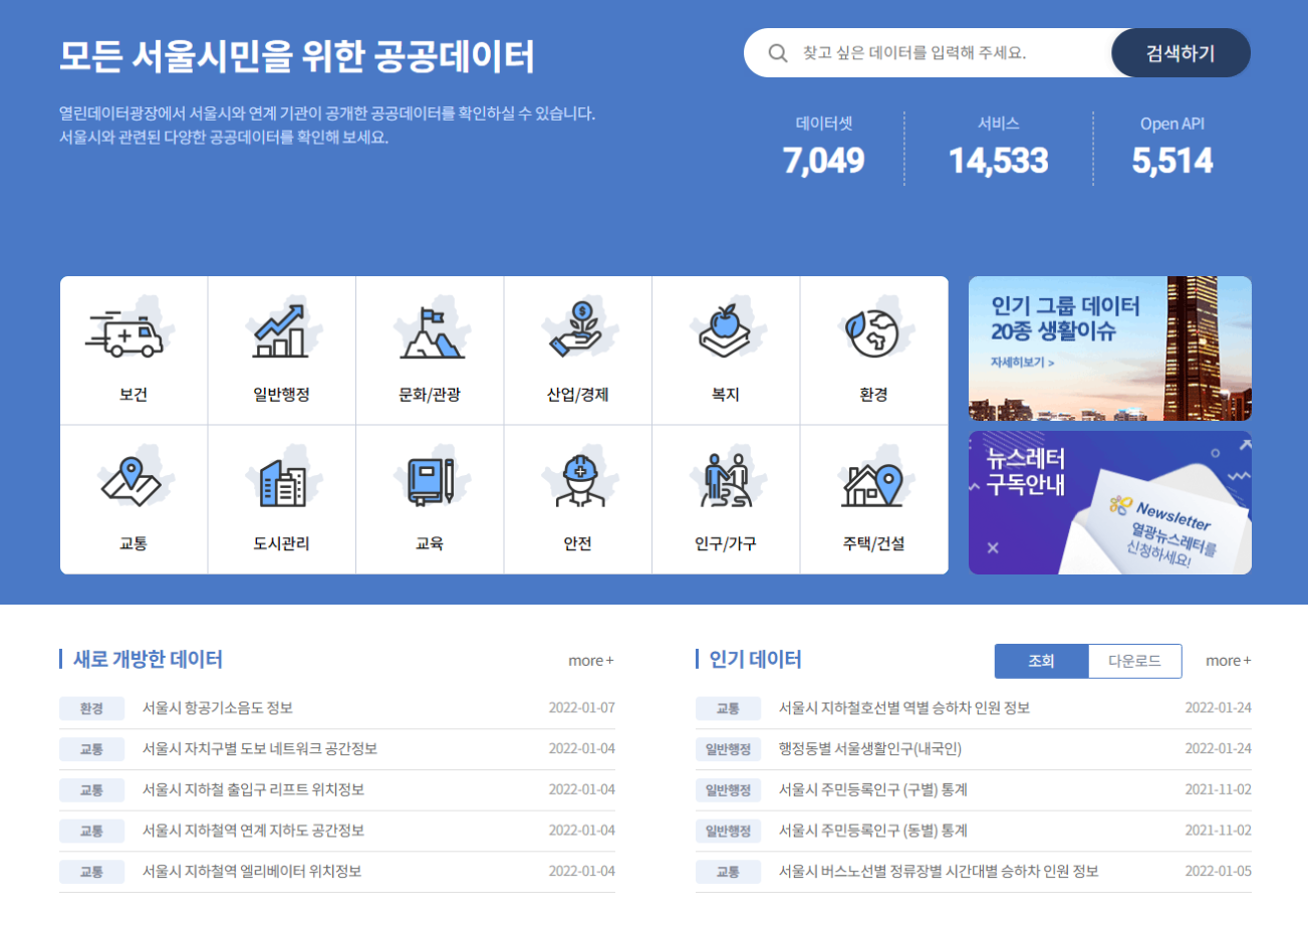 모든 서울시민을 위한 공공데이터
찾고 싶은 데이터를 입력해 주세요.
검색하기
열린데이터광장에서 서울시와 연계 기관이 공개한 공공데이터를 확인하실 수 있습니다.
서울시와 관련된 다양한 공공데이터를 확인해 보세요.
데이터셋
7,049
서비스
14,533
Open API
5,514
보건
일반행정
문화/관광
산업/경제
복지
환경
교통
도시관리
교육
안전
인구/가구
주택/건설
인기 그룹 데이터
20종 생활이슈
자세히보기 >
뉴스레터
구독안내
Newsletter
열광뉴스레터를
신청하세요!
새로 개방한 데이터
more +
환경 서울시 항공기소음도 정보 2022-01-07
교통 서울시 자치구별 도보 네트워크 공간정보 2022-01-04
교통 서울시 지하철 출입구 리프트 위치정보 2022-01-04
교통 서울시 지하철역 연계 지하도 공간정보 2022-01-04
교통 서울시 지하철역 엘리베이터 위치정보 2022-01-04
인기 데이터
조회
다운로드
more +
교통 서울시 지하철호선별 역별 승하차 인원 정보 2022-01-24
일반행정 행정동별 서울생활인구(내국인) 2022-01-24
일반행정 서울시 주민등록인구 (구별) 통계 2021-11-02
일반행정 서울시 주민등록인구 (동별) 통계 2021-11-02
교통 서울시 버스노선별 정류장별 시간대별 승하차 인원 정보 2022-01-05